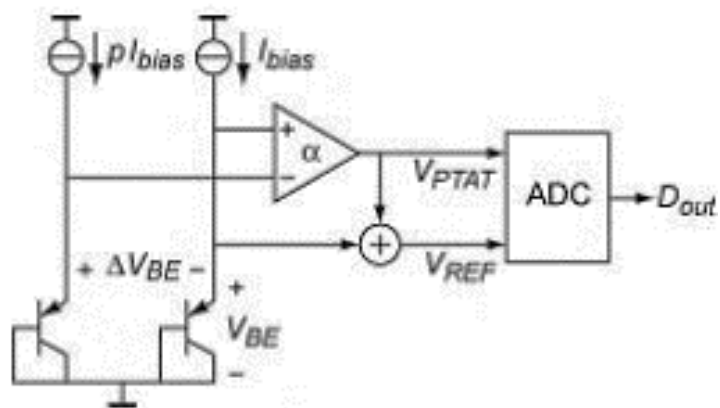 pI_bias I_bias
+
α
−
V_PTAT
ADC
D_out
+
V_REF
+ ΔV_BE −
+
V_BE
−